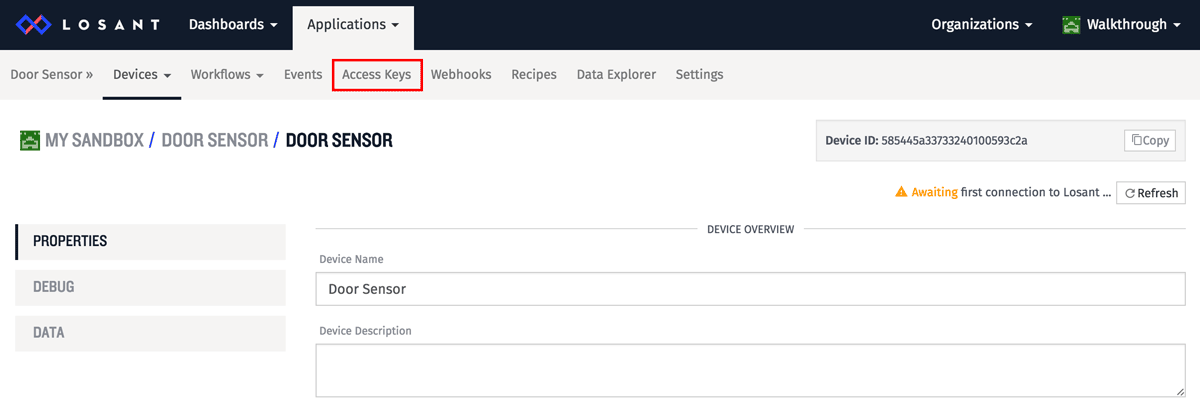 LOSANT Dashboards Applications Organizations Walkthrough
Door Sensor » Devices Workflows Events Access Keys Webhooks Recipes Data Explorer Settings
MY SANDBOX / DOOR SENSOR / DOOR SENSOR
Device ID: 585445a33733240100593c2a Copy
Awaiting first connection to Losant ... Refresh
PROPERTIES
DEBUG
DATA
DEVICE OVERVIEW
Device Name
Door Sensor
Device Description